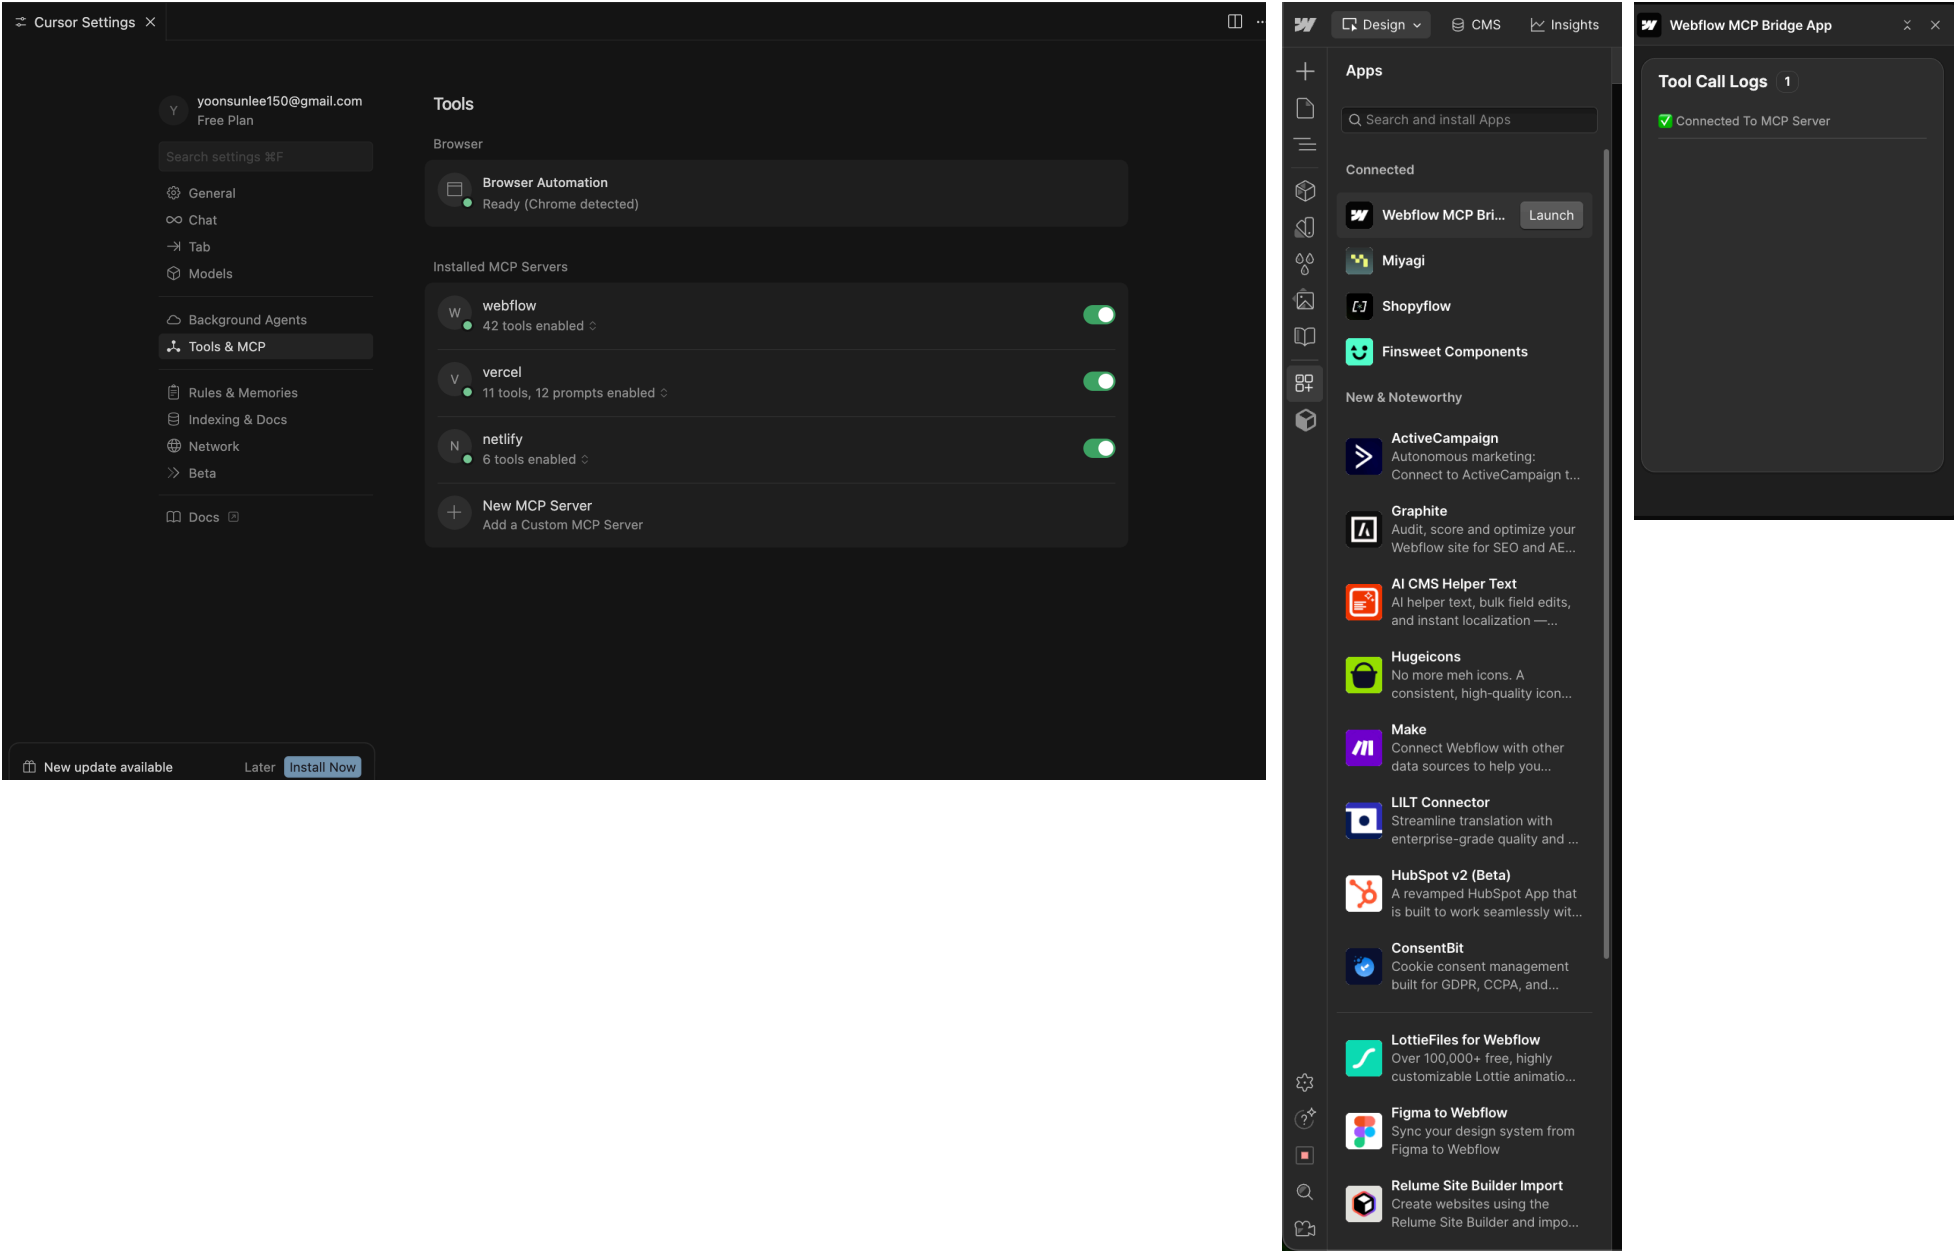 Cursor Settings
Y
yoonsunlee150@gmail.com
Free Plan
Search settings ⌘F
General
Chat
Tab
Models
Background Agents
Tools & MCP
Rules & Memories
Indexing & Docs
Network
Beta
Docs
New update available
Later
Install Now
Tools
Browser
Browser Automation
Ready (Chrome detected)
Installed MCP Servers
W
webflow
42 tools enabled
V
vercel
11 tools, 12 prompts enabled
N
netlify
6 tools enabled
New MCP Server
Add a Custom MCP Server
Design
CMS
Insights
Apps
Search and install Apps
Connected
Webflow MCP Bri...
Launch
Miyagi
Shopyflow
Finsweet Components
New & Noteworthy
ActiveCampaign
Autonomous marketing:
Connect to ActiveCampaign t...
Graphite
Audit, score and optimize your
Webflow site for SEO and AE...
AI CMS Helper Text
AI helper text, bulk field edits,
and instant localization —...
Hugeicons
No more meh icons. A
consistent, high-quality icon...
Make
Connect Webflow with other
data sources to help you...
LILT Connector
Streamline translation with
enterprise-grade quality and ...
HubSpot v2 (Beta)
A revamped HubSpot App that
is built to work seamlessly wit...
ConsentBit
Cookie consent management
built for GDPR, CCPA, and...
LottieFiles for Webflow
Over 100,000+ free, highly
customizable Lottie animatio...
Figma to Webflow
Sync your design system from
Figma to Webflow
Relume Site Builder Import
Create websites using the
Relume Site Builder and impo...
Webflow MCP Bridge App
Tool Call Logs 1
✅ Connected To MCP Server